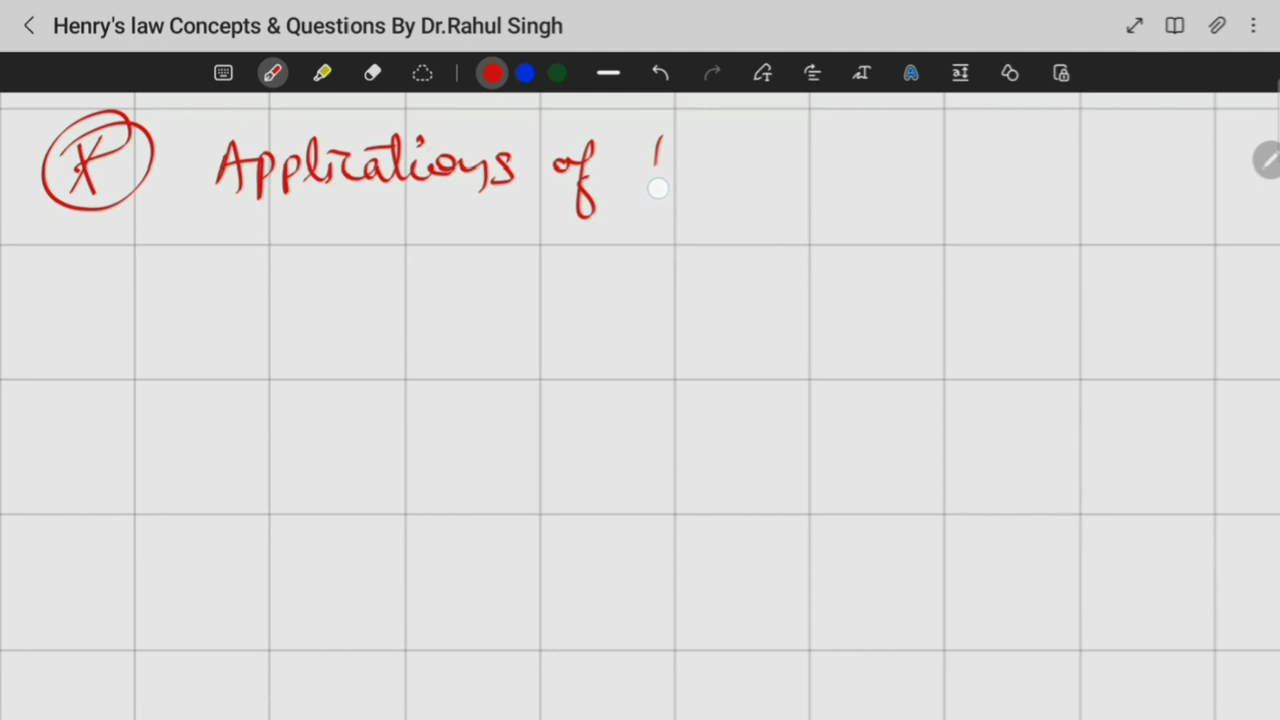 Henry's law Concepts & Questions By Dr.Rahul Singh
Applications of